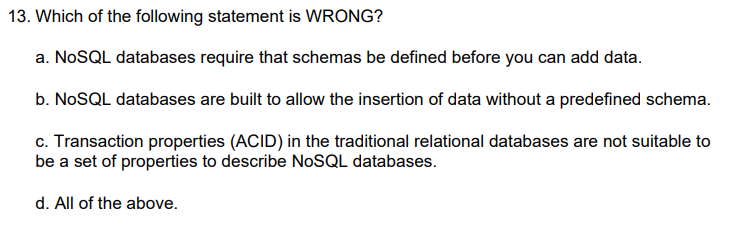 13. Which of the following statement is WRONG?
a. NoSQL databases require that schemas be defined before you can add data.
b. NoSQL databases are built to allow the insertion of data without a predefined schema.
c. Transaction properties (ACID) in the traditional relational databases are not suitable to
be a set of properties to describe NoSQL databases.
d. All of the above.